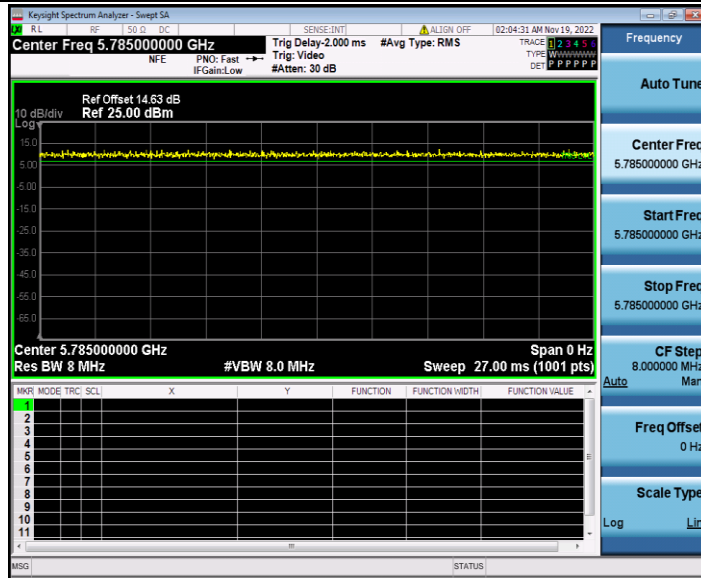 Keysight Spectrum Analyzer - Swept SA
RL RF 50 Ω DC SENSE:INT ALIGN OFF 02:04:31 AM Nov 19, 2022
Center Freq 5.785000000 GHz
NFE
PNO: Fast
IFGain:Low
Trig Delay-2.000 ms
Trig: Video
#Atten: 30 dB
#Avg Type: RMS
TRACE 1 2 3 4 5 6
TYPE WWWWWW
DET P P P P P P
Ref Offset 14.63 dB
10 dB/div Ref 25.00 dBm
Log
15.0
5.00
-5.00
-15.0
-25.0
-35.0
-45.0
-55.0
-65.0
Center 5.785000000 GHz Span 0 Hz
Res BW 8 MHz #VBW 8.0 MHz Sweep 27.00 ms (1001 pts)
MKR MODE TRC SCL X Y FUNCTION FUNCTION WIDTH FUNCTION VALUE
1
2
3
4
5
6
7
8
9
10
11
MSG STATUS
Frequency
Auto Tune
Center Freq
5.785000000 GHz
Start Freq
5.785000000 GHz
Stop Freq
5.785000000 GHz
CF Step
8.000000 MHz
Auto Man
Freq Offset
0 Hz
Scale Type
Log Lin